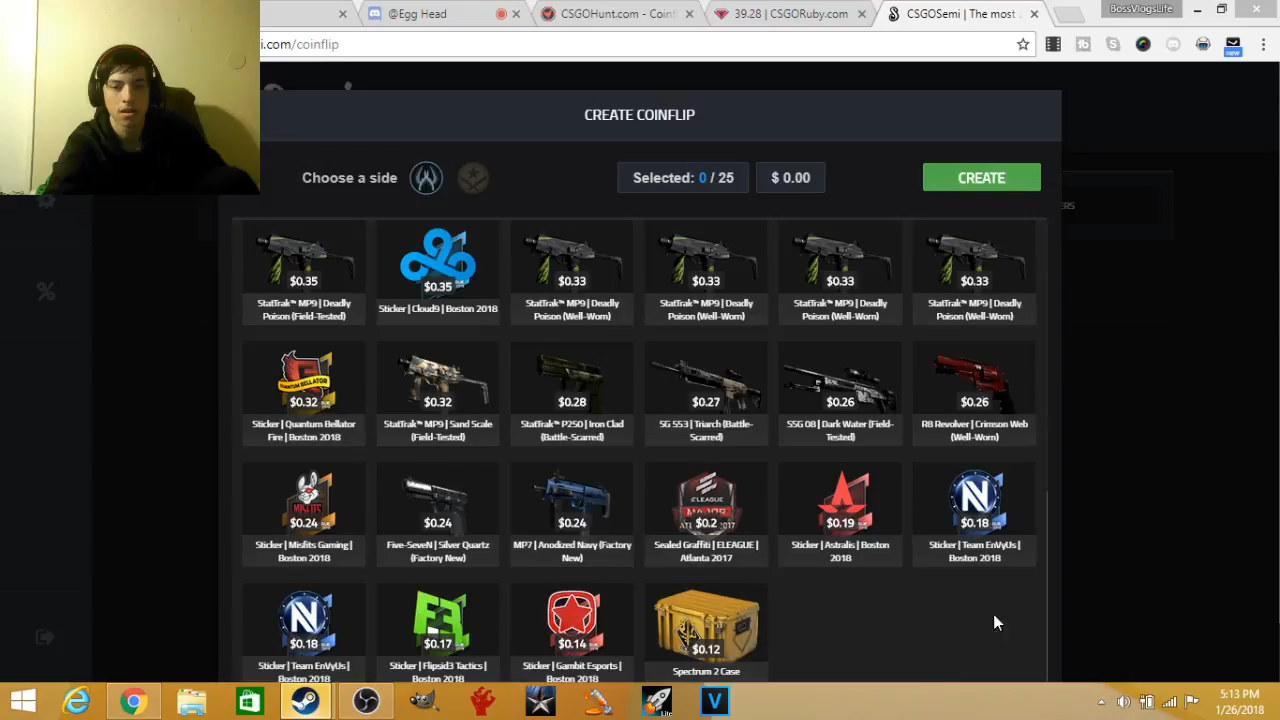 @Egg Head
CSGOHunt.com - Coinf
39.28 | CSGORuby.com
CSGOSemi | The most
BossVlogsLife
i.com/coinflip
new
CREATE COINFLIP
Choose a side
Selected: 0 / 25
$ 0.00
CREATE
$0.35
StatTrak™ MP9 | Deadly
Poison (Field-Tested)
$0.35
Sticker | Cloud9 | Boston 2018
$0.33
StatTrak™ MP9 | Deadly
Poison (Well-Worn)
$0.33
StatTrak™ MP9 | Deadly
Poison (Well-Worn)
$0.33
StatTrak™ MP9 | Deadly
Poison (Well-Worn)
$0.33
StatTrak™ MP9 | Deadly
Poison (Well-Worn)
QUANTUM BELLATOR
$0.32
Sticker | Quantum Bellator
Fire | Boston 2018
$0.32
StatTrak™ MP9 | Sand Scale
(Field-Tested)
$0.28
StatTrak™ P250 | Iron Clad
(Battle-Scarred)
$0.27
SG 553 | Triarch (Battle-
Scarred)
$0.26
SSG 08 | Dark Water (Field-
Tested)
$0.26
R8 Revolver | Crimson Web
(Well-Worn)
MISFITS
$0.24
Sticker | Misfits Gaming |
Boston 2018
$0.24
Five-SeveN | Silver Quartz
(Factory New)
$0.24
MP7 | Anodized Navy (Factory
New)
ELEAGUE
$0.2
Sealed Graffiti | ELEAGUE |
Atlanta 2017
$0.19
Sticker | Astralis | Boston
2018
$0.18
Sticker | Team EnVyUs |
Boston 2018
$0.18
Sticker | Team EnVyUs |
Boston 2018
$0.17
Sticker | Flipsid3 Tactics |
Boston 2018
$0.14
Sticker | Gambit Esports |
Boston 2018
$0.12
Spectrum 2 Case
Lite
5:13 PM
1/26/2018